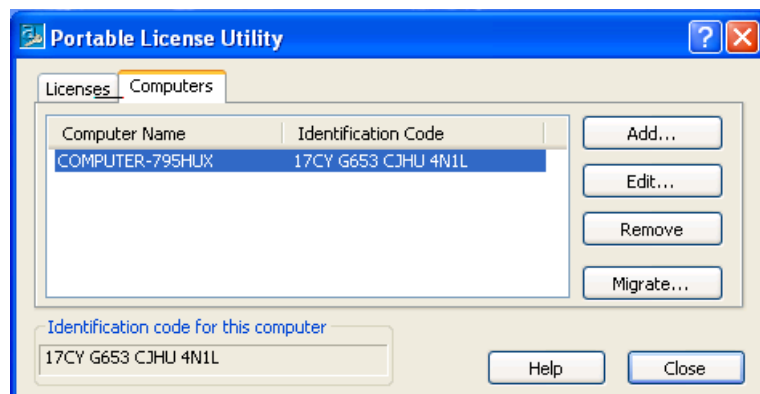 Portable License Utility
Licenses Computers
Computer Name Identification Code
COMPUTER-795HUX 17CY G653 CJHU 4N1L
Add...
Edit...
Remove
Migrate...
Identification code for this computer
17CY G653 CJHU 4N1L
Help Close